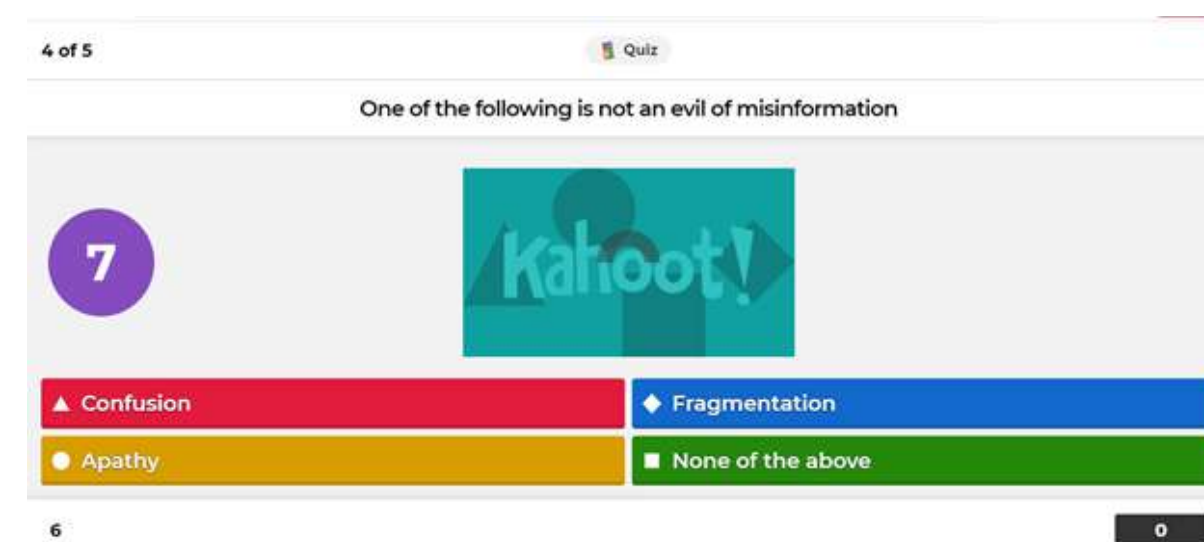 4 of 5
Quiz
One of the following is not an evil of misinformation
7
Kahoot!
Confusion
Fragmentation
Apathy
None of the above
6
0